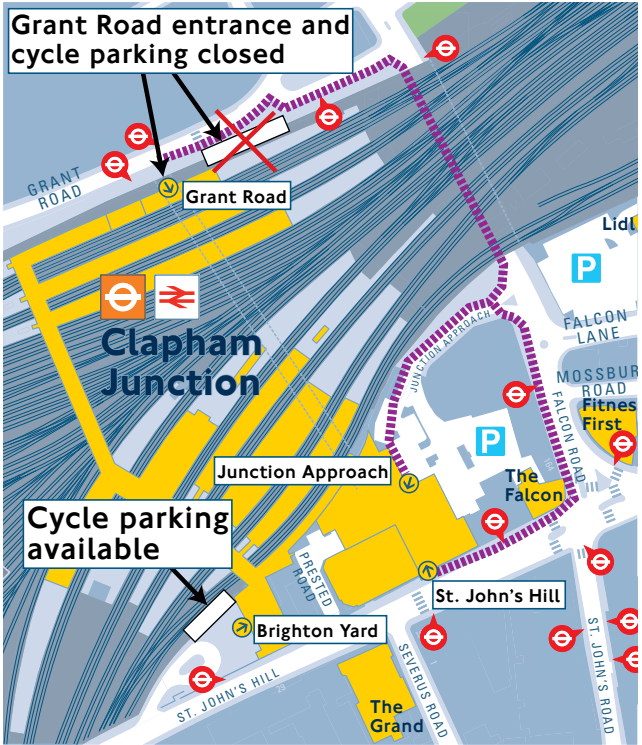 Grant Road entrance and
cycle parking closed
GRANT
ROAD
Grant Road
Lidl
P
Clapham
Junction
JUNCTION APPROACH
FALCON
LANE
MOSSBUR
ROAD
Fitnes
First
FALCON ROAD
P
Junction Approach
The
Falcon
Cycle parking
available
PRESTED
ROAD
St. John's Hill
Brighton Yard
ST. JOHN'S HILL
SEVERUS ROAD
ST. JOHN'S ROAD
The
Grand